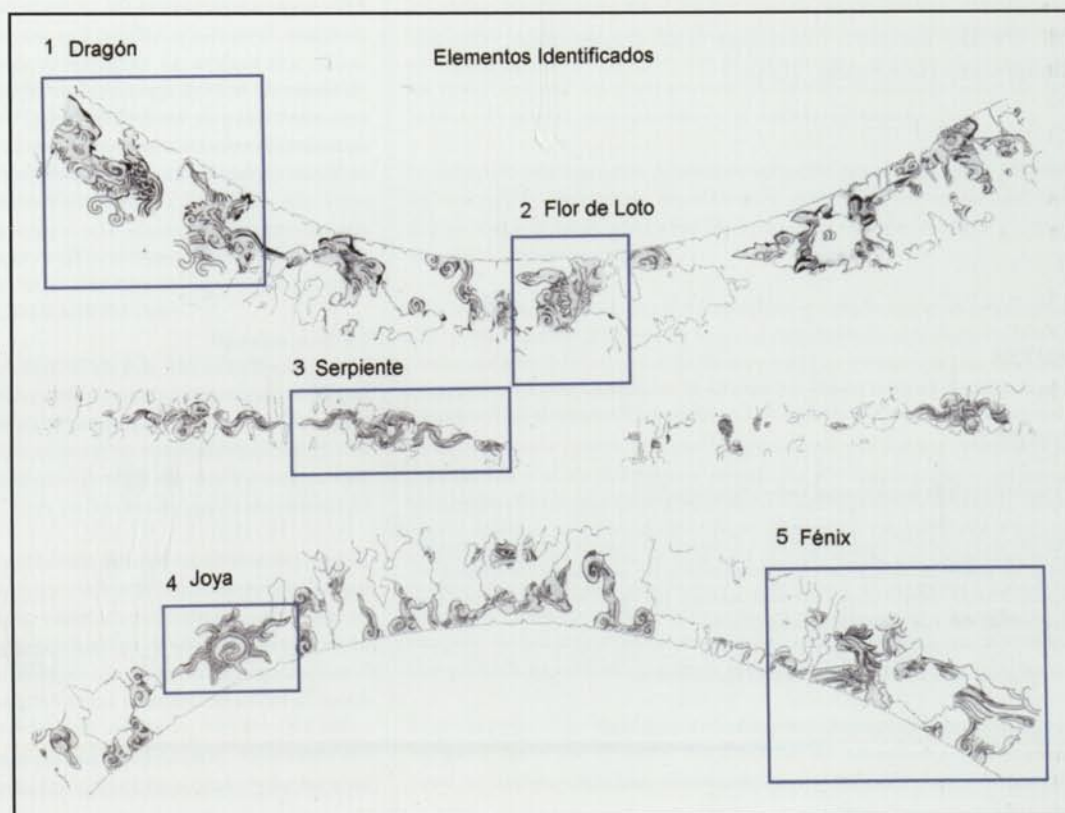 1 Dragón
Elementos Identificados
2 Flor de Loto
3 Serpiente
4 Joya
5 Fénix